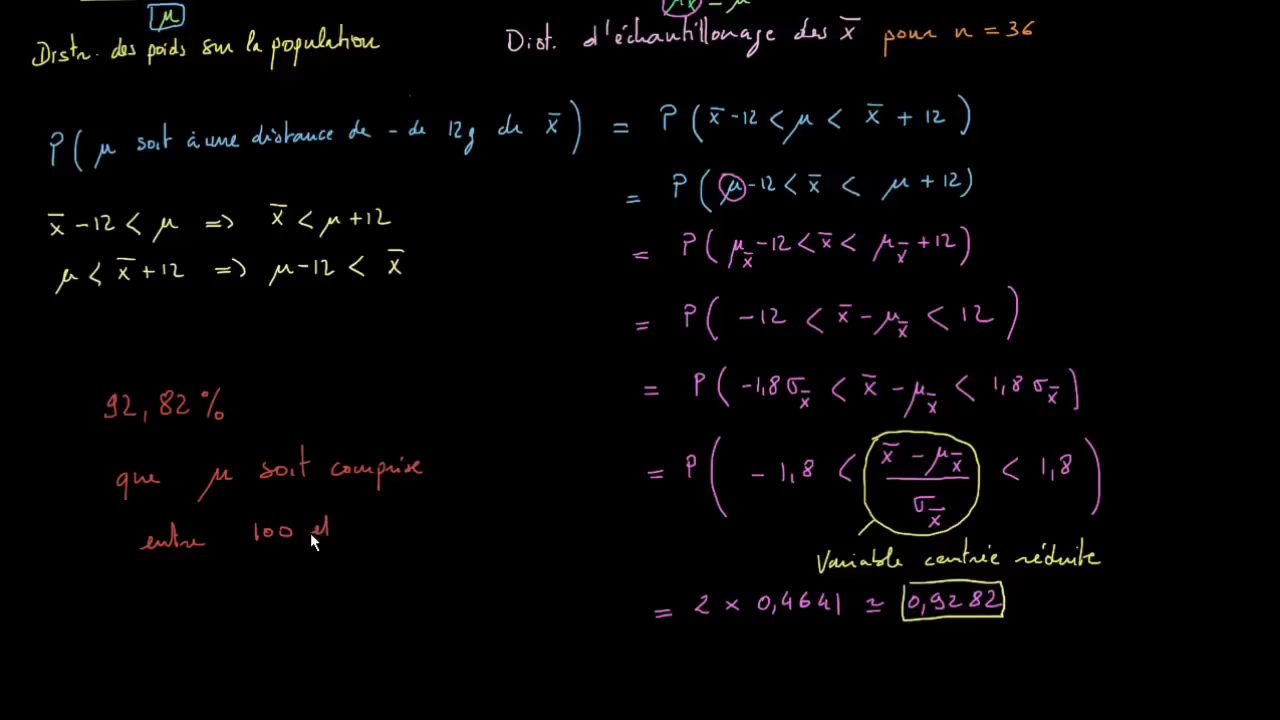 μ
μx̄ = μ
Distr. des poids sur la population
Dist. d'échantillonage des x̄ pour n = 36
P( μ soit à une distance de - de 12g de x̄ ) = P( x̄ -12 < μ < x̄ + 12 )
= P( μ -12 < x̄ < μ + 12)
x̄ - 12 < μ => x̄ < μ + 12
μ < x̄ + 12 => μ - 12 < x̄
= P( μx̄ -12 < x̄ < μx̄ +12)
= P( -12 < x̄ - μx̄ < 12 )
= P( -1,8 σx̄ < x̄ - μx̄ < 1,8 σx̄ )
92,82 %
= P( - 1,8 < (x̄ - μx̄) / σx̄ < 1,8 )
que μ soit comprise
entre 100 et
Variable centrée réduite
= 2 × 0,4641 ≃ 0,9282